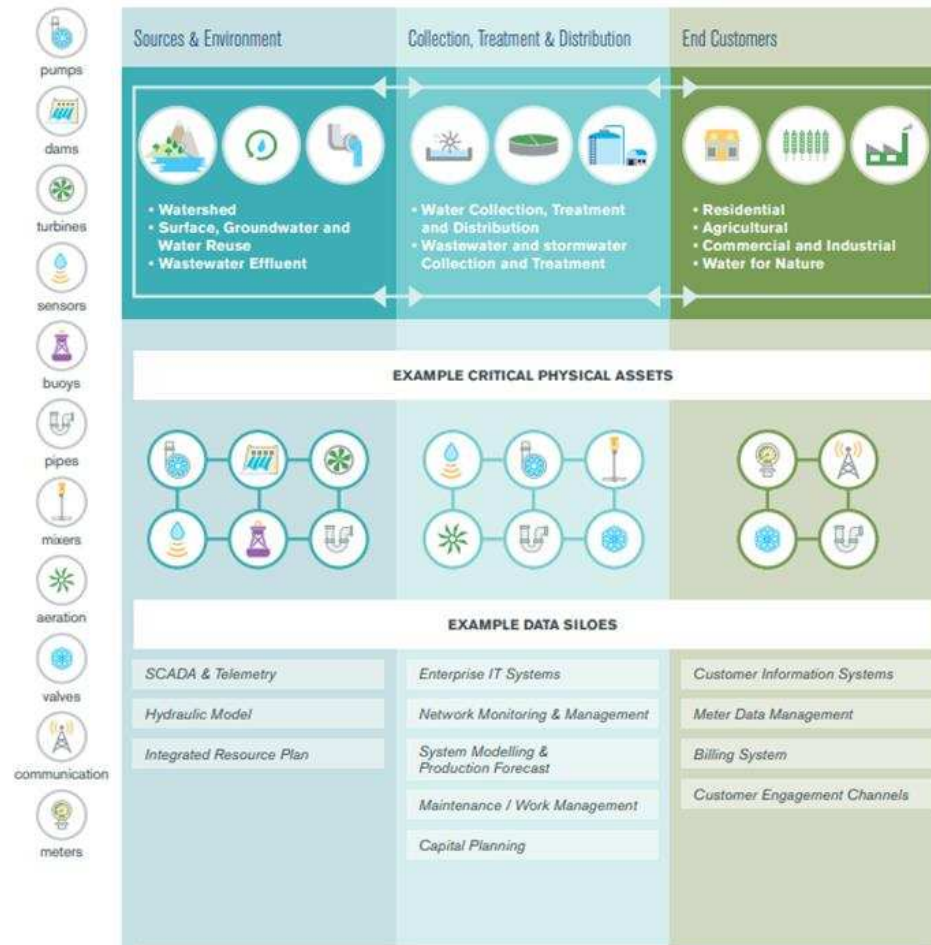 pumps
dams
turbines
sensors
buoys
pipes
mixers
aeration
valves
communication
meters
Sources & Environment
• Watershed
• Surface, Groundwater and
Water Reuse
• Wastewater Effluent
Collection, Treatment & Distribution
• Water Collection, Treatment
and Distribution
• Wastewater and stormwater
Collection and Treatment
End Customers
• Residential
• Agricultural
• Commercial and Industrial
• Water for Nature
EXAMPLE CRITICAL PHYSICAL ASSETS
EXAMPLE DATA SILOES
SCADA & Telemetry
Hydraulic Model
Integrated Resource Plan
Enterprise IT Systems
Network Monitoring & Management
System Modelling &
Production Forecast
Maintenance / Work Management
Capital Planning
Customer Information Systems
Meter Data Management
Billing System
Customer Engagement Channels